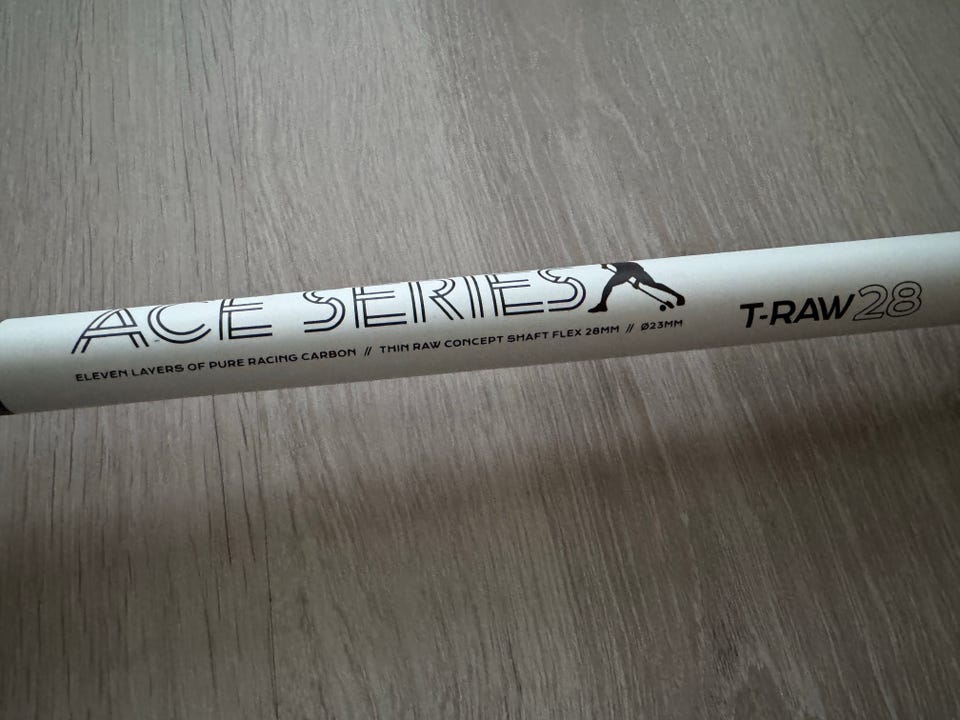 ACE SERIES
ELEVEN LAYERS OF PURE RACING CARBON // THIN RAW CONCEPT SHAFT FLEX 28MM // Ø23MM
T-RAW28